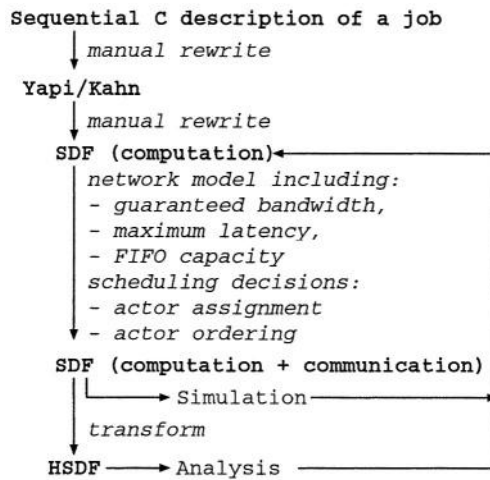 Sequential C description of a job
manual rewrite
Yapi/Kahn
manual rewrite
SDF (computation)
network model including:
- guaranteed bandwidth,
- maximum latency,
- FIFO capacity
scheduling decisions:
- actor assignment
- actor ordering
SDF (computation + communication)
Simulation
transform
HSDF
Analysis